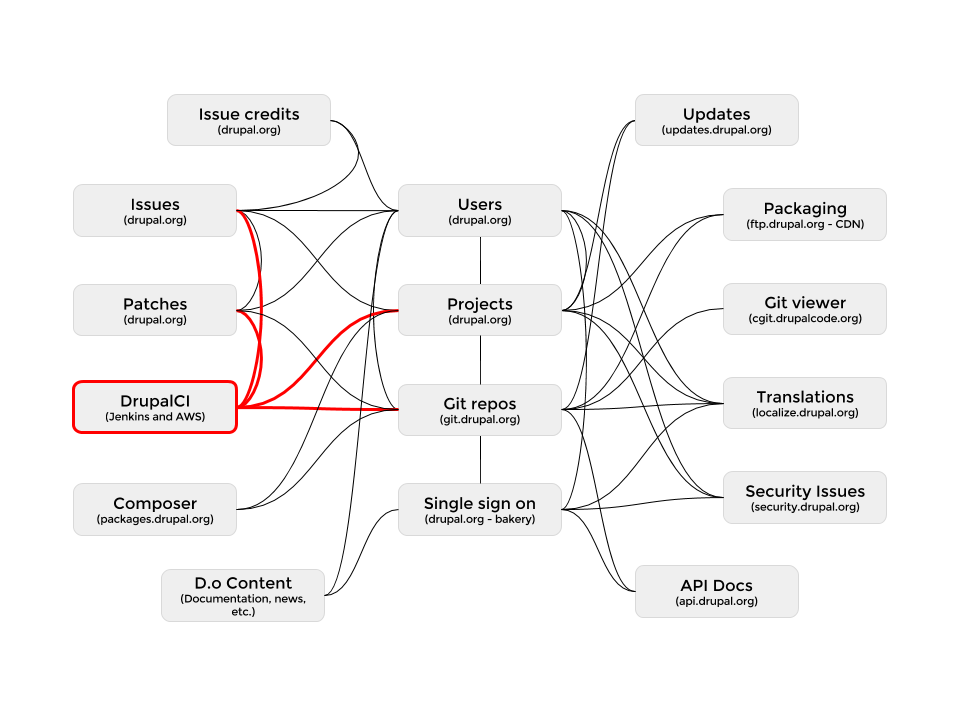 Issue credits
(drupal.org)
Issues
(drupal.org)
Patches
(drupal.org)
DrupalCI
(Jenkins and AWS)
Composer
(packages.drupal.org)
D.o Content
(Documentation, news,
etc.)
Users
(drupal.org)
Projects
(drupal.org)
Git repos
(git.drupal.org)
Single sign on
(drupal.org - bakery)
Updates
(updates.drupal.org)
Packaging
(ftp.drupal.org - CDN)
Git viewer
(cgit.drupalcode.org)
Translations
(localize.drupal.org)
Security Issues
(security.drupal.org)
API Docs
(api.drupal.org)